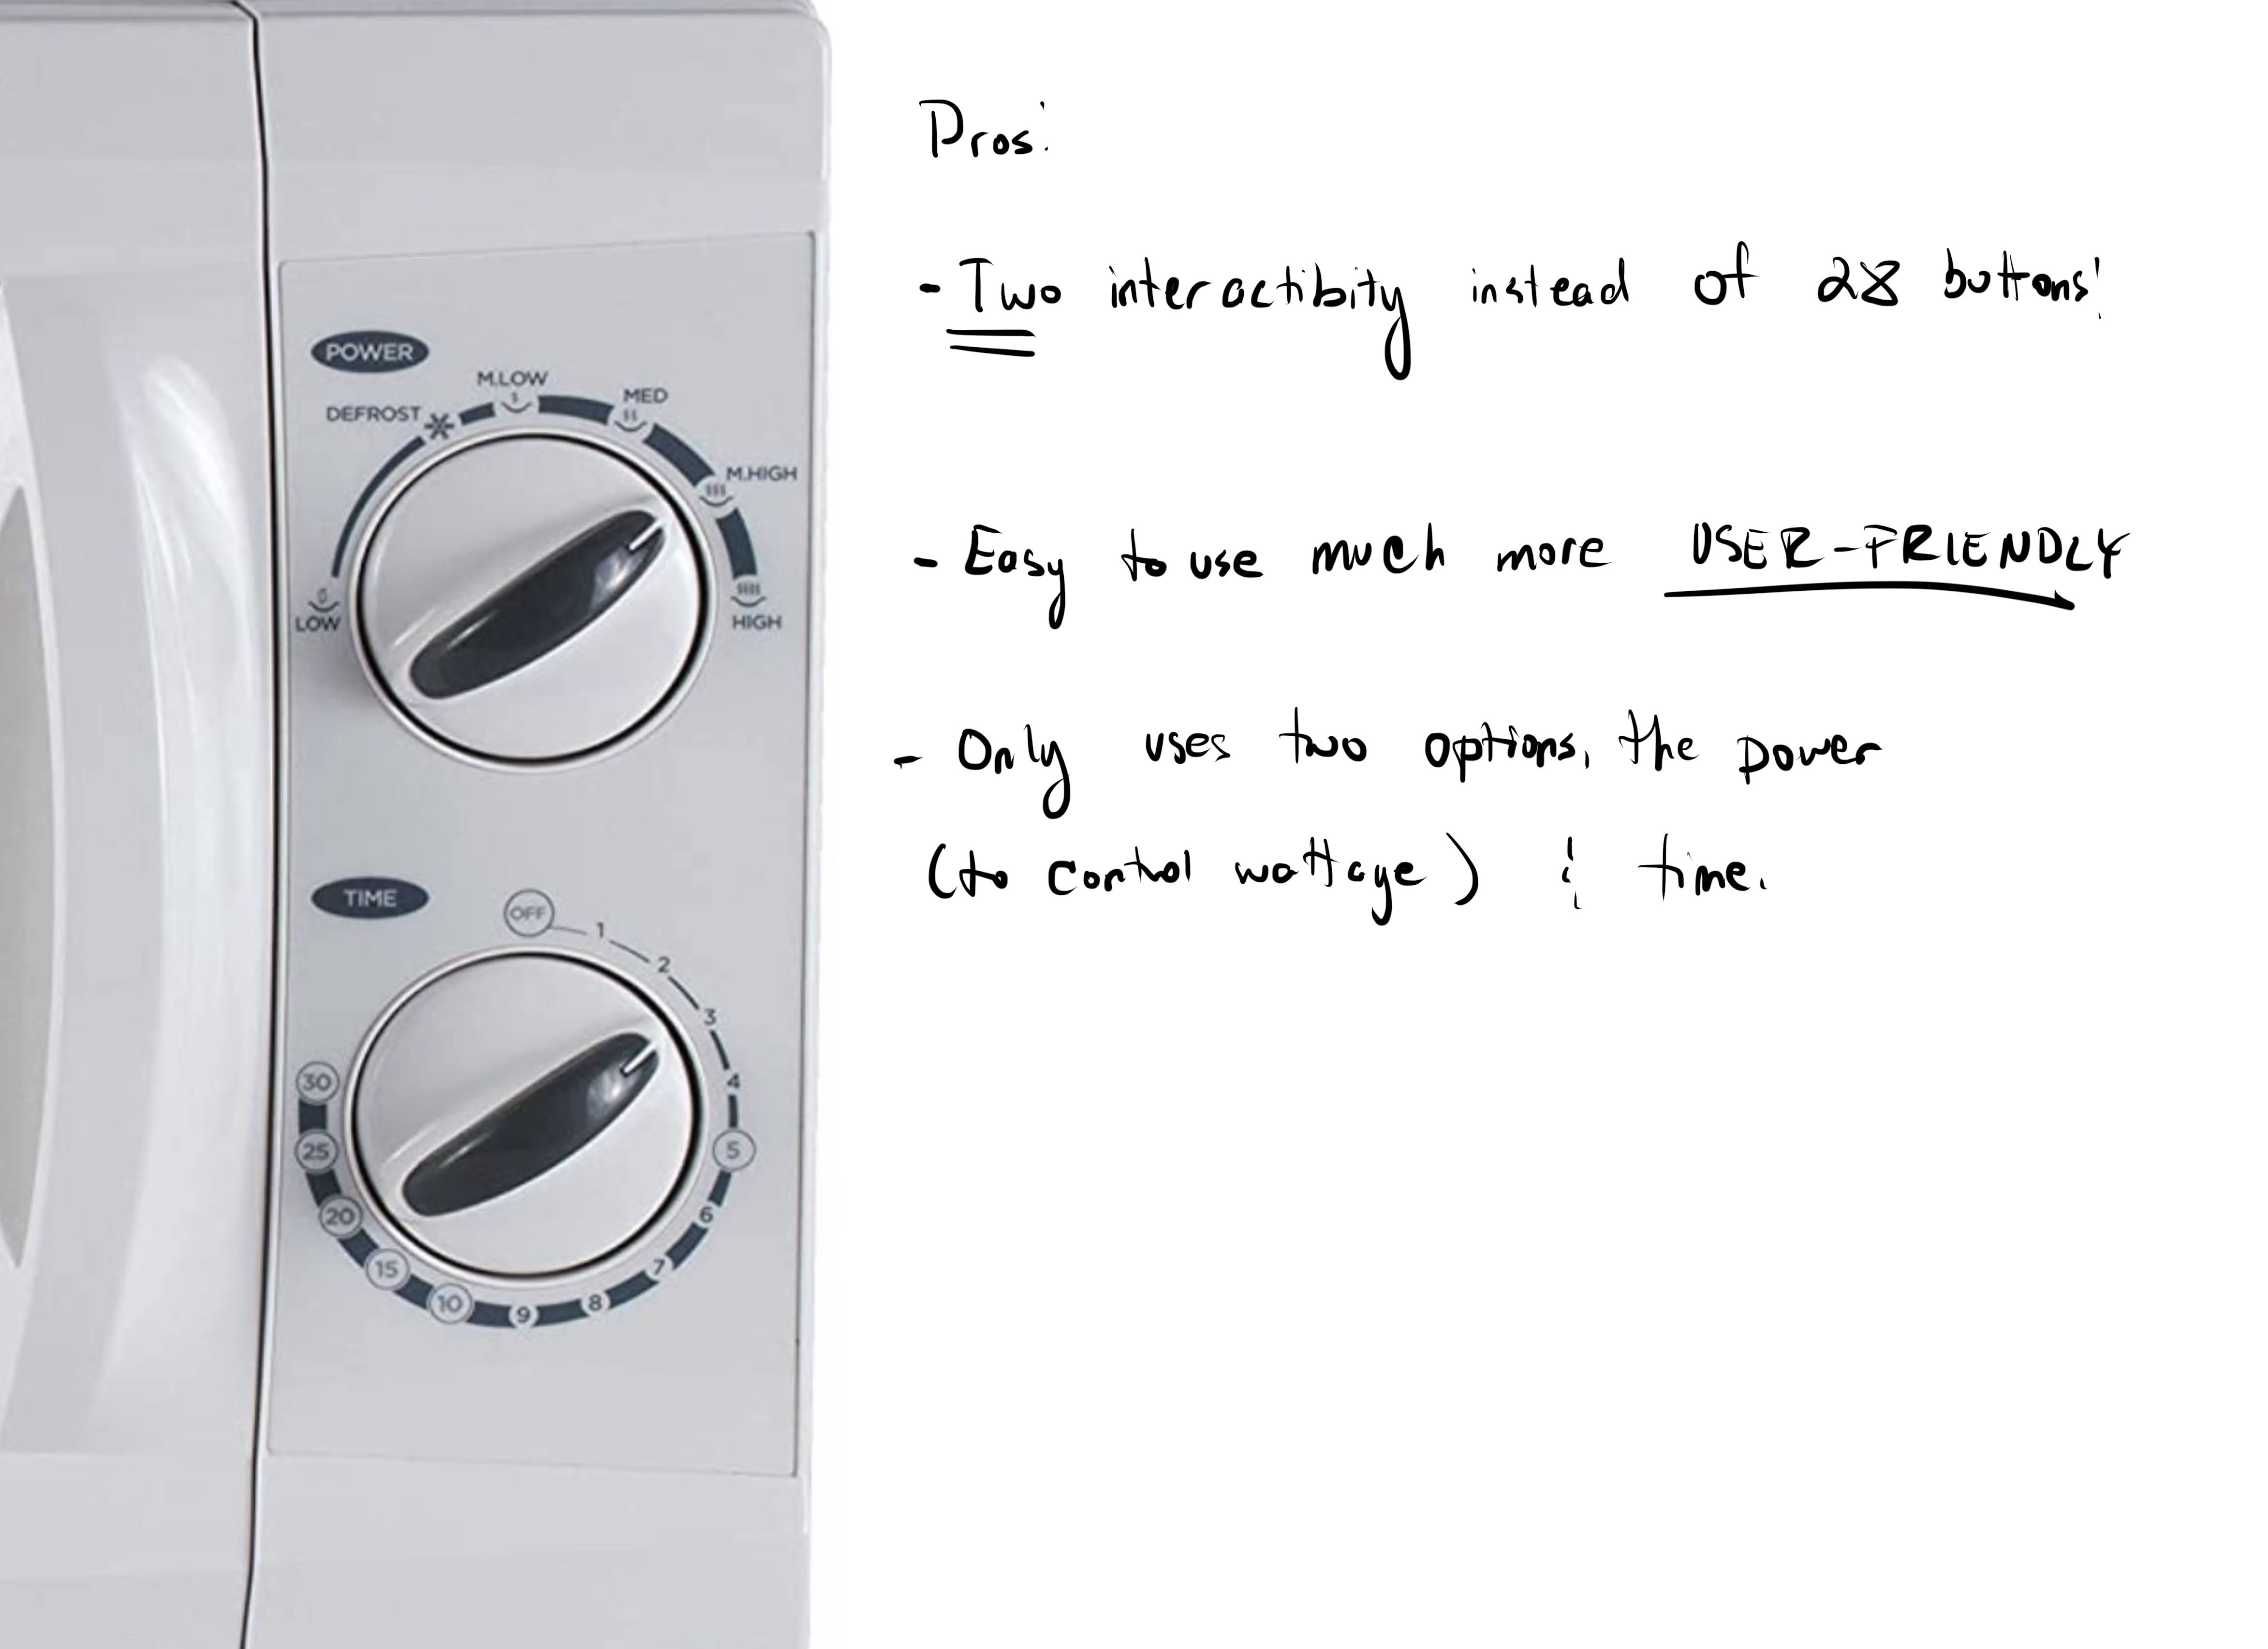 POWER
M.LOW
MED
DEFROST
M.HIGH
LOW
HIGH
TIME
OFF
1
2
3
4
5
6
7
8
9
10
15
20
25
30
Pros:
- Two interactibity instead of 28 buttons!
- Easy to use much more USER-FRIENDLY
- Only uses two options, the power
(to control wattage) & time.